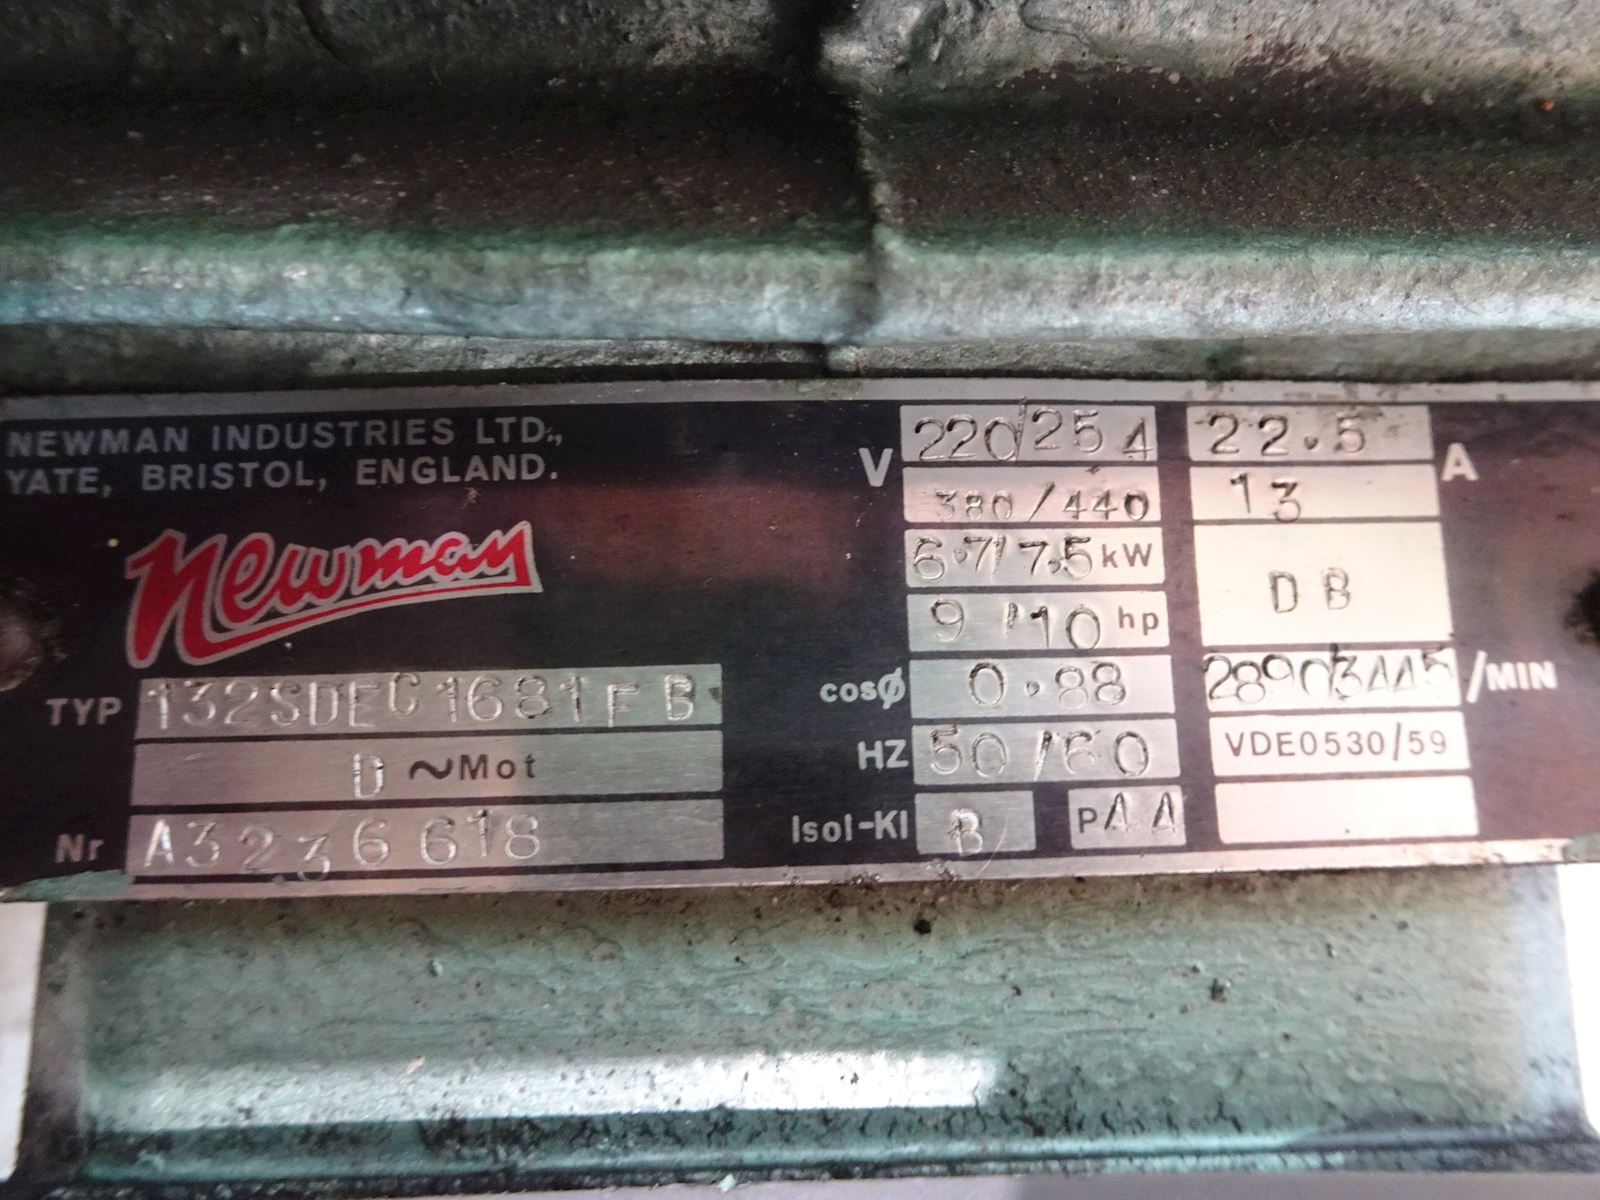 NEWMAN INDUSTRIES LTD.,
YATE, BRISTOL, ENGLAND.
Newman
TYP 132SDEC1681FB
D ~Mot
Nr A3236618
V 220/254 22.5 A
380/440 13
6.7/7.5 kW
DB
9/10 hp
cosø 0.88 2890/3445 /MIN
HZ 50/60 VDE0530/59
Isol-Kl B P44